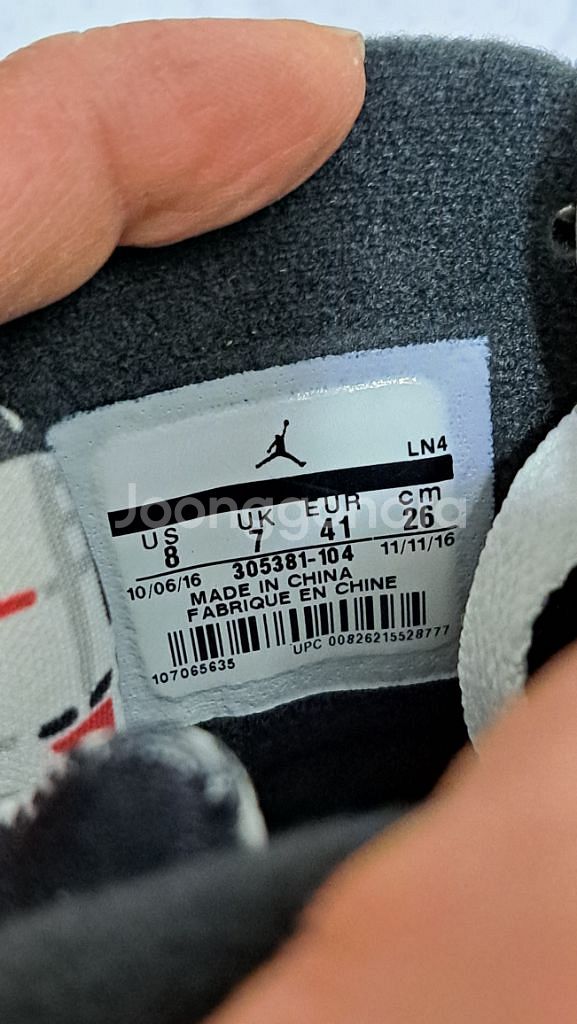 LN4
Joonggonara
US UK EUR cm
8 7 41 26
10/06/16 305381-104 11/11/16
MADE IN CHINA
FABRIQUE EN CHINE
107065635 UPC 00826215528777